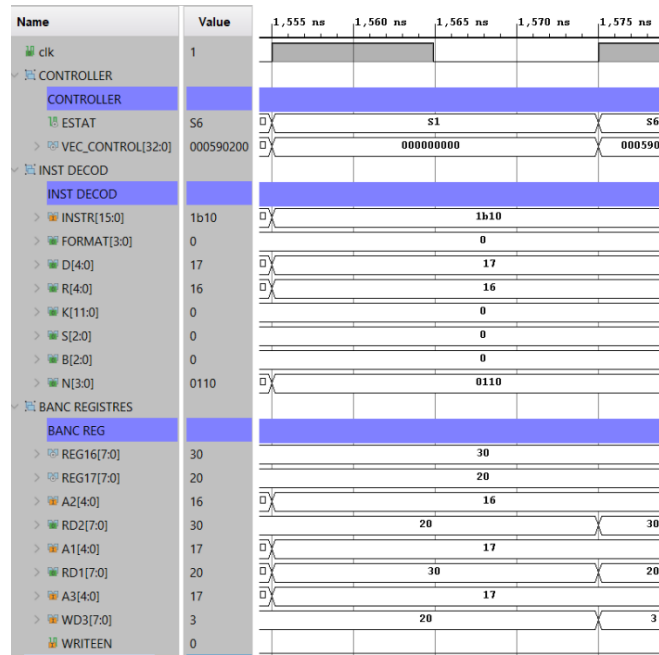 Name Value 1,555 ns 1,560 ns 1,565 ns 1,570 ns 1,575 ns
clk 1
CONTROLLER
CONTROLLER
ESTAT S6 S1 S6
VEC_CONTROL[32:0] 000590200 000000000 000590
INST DECOD
INST DECOD
INSTR[15:0] 1b10 1b10
FORMAT[3:0] 0 0
D[4:0] 17 17
R[4:0] 16 16
K[11:0] 0 0
S[2:0] 0 0
B[2:0] 0 0
N[3:0] 0110 0110
BANC REGISTRES
BANC REG
REG16[7:0] 30 30
REG17[7:0] 20 20
A2[4:0] 16 16
RD2[7:0] 30 20 30
A1[4:0] 17 17
RD1[7:0] 20 30 20
A3[4:0] 17 17
WD3[7:0] 3 20 3
WRITEEN 0